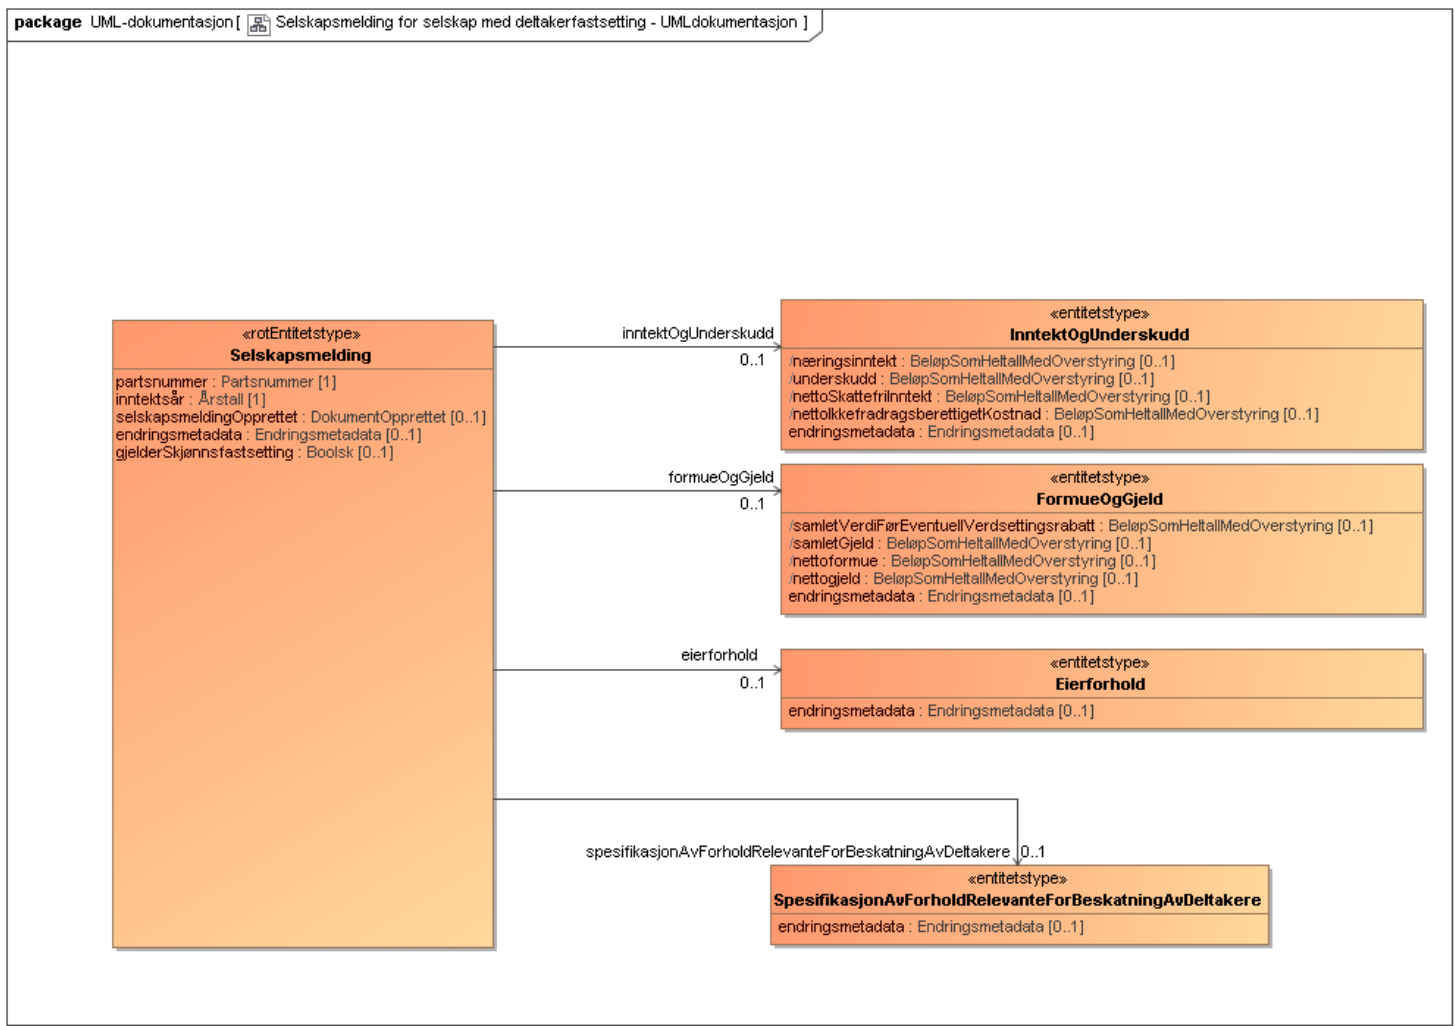 package UML-dokumentasjon [ Selskapsmelding for selskap med deltakerfastsetting - UMLdokumentasjon ]
«rotEntitetstype»
Selskapsmelding
partsnummer : Partsnummer [1]
inntektsår : Årstall [1]
selskapsmeldingOpprettet : DokumentOpprettet [0..1]
endringsmetadata : Endringsmetadata [0..1]
gjelderSkjønnsfastsetting : Boolsk [0..1]
inntektOgUnderskudd
0..1
«entitetstype»
InntektOgUnderskudd
/næringsinntekt : BeløpSomHeltallMedOverstyring [0..1]
/underskudd : BeløpSomHeltallMedOverstyring [0..1]
/nettoSkattefriInntekt : BeløpSomHeltallMedOverstyring [0..1]
/nettoIkkefradragsberettigetKostnad : BeløpSomHeltallMedOverstyring [0..1]
endringsmetadata : Endringsmetadata [0..1]
formueOgGjeld
0..1
«entitetstype»
FormueOgGjeld
/samletVerdiFørEventuellVerdsettingsrabatt : BeløpSomHeltallMedOverstyring [0..1]
/samletGjeld : BeløpSomHeltallMedOverstyring [0..1]
/nettoformue : BeløpSomHeltallMedOverstyring [0..1]
/nettogjeld : BeløpSomHeltallMedOverstyring [0..1]
endringsmetadata : Endringsmetadata [0..1]
eierforhold
0..1
«entitetstype»
Eierforhold
endringsmetadata : Endringsmetadata [0..1]
spesifikasjonAvForholdRelevanteForBeskatningAvDeltakere 0..1
«entitetstype»
SpesifikasjonAvForholdRelevanteForBeskatningAvDeltakere
endringsmetadata : Endringsmetadata [0..1]